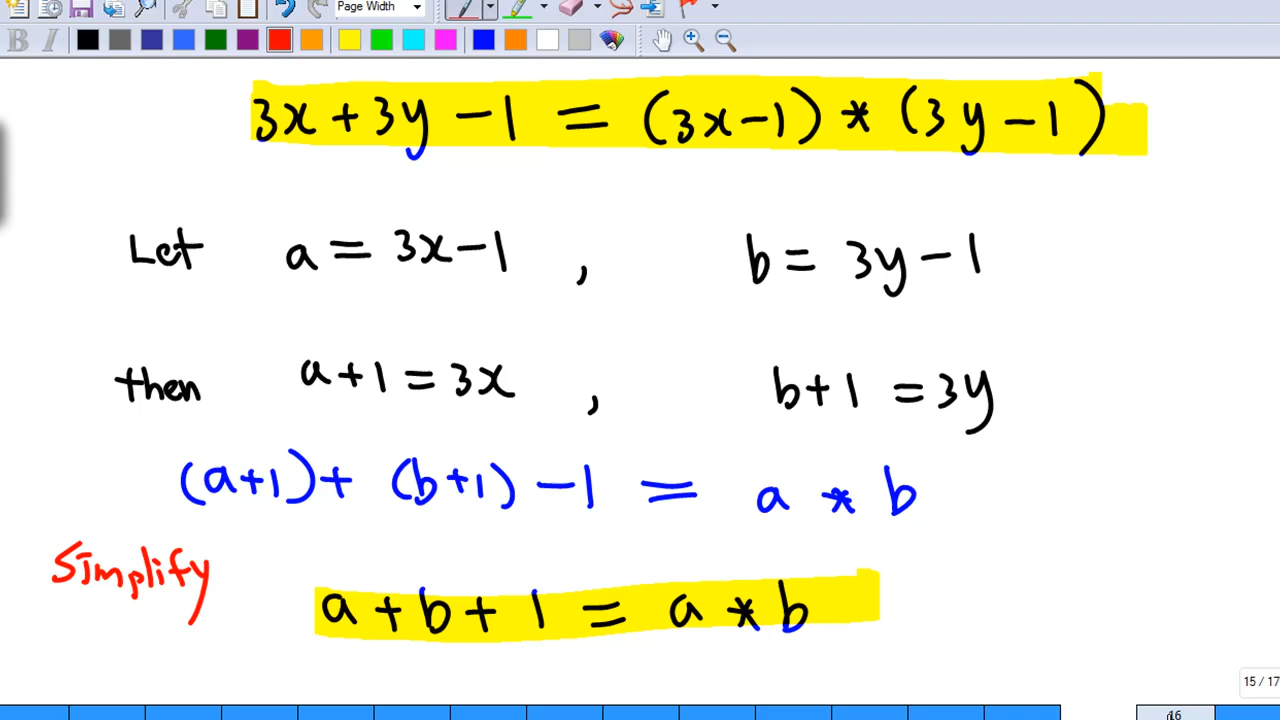 Page Width
B I
3x + 3y - 1 = (3x - 1) * (3y - 1)
Let a = 3x - 1 , b = 3y - 1
then a + 1 = 3x , b + 1 = 3y
(a+1) + (b+1) - 1 = a * b
Simplify
a + b + 1 = a * b
15 / 17
16